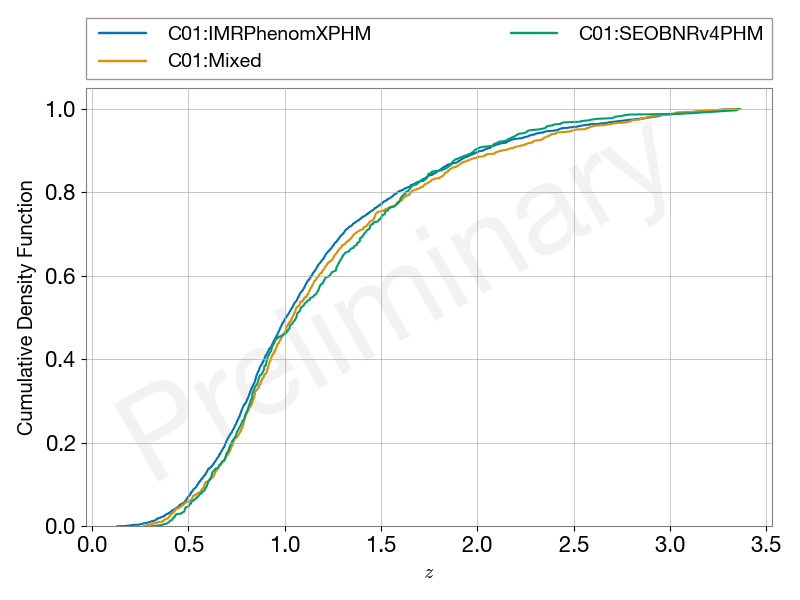 C01:IMRPhenomXPHM
C01:SEOBNRv4PHM
C01:Mixed
1.0
0.8
0.6
0.4
0.2
0.0
Cumulative Density Function
Preliminary
0.0 0.5 1.0 1.5 2.0 2.5 3.0 3.5
z